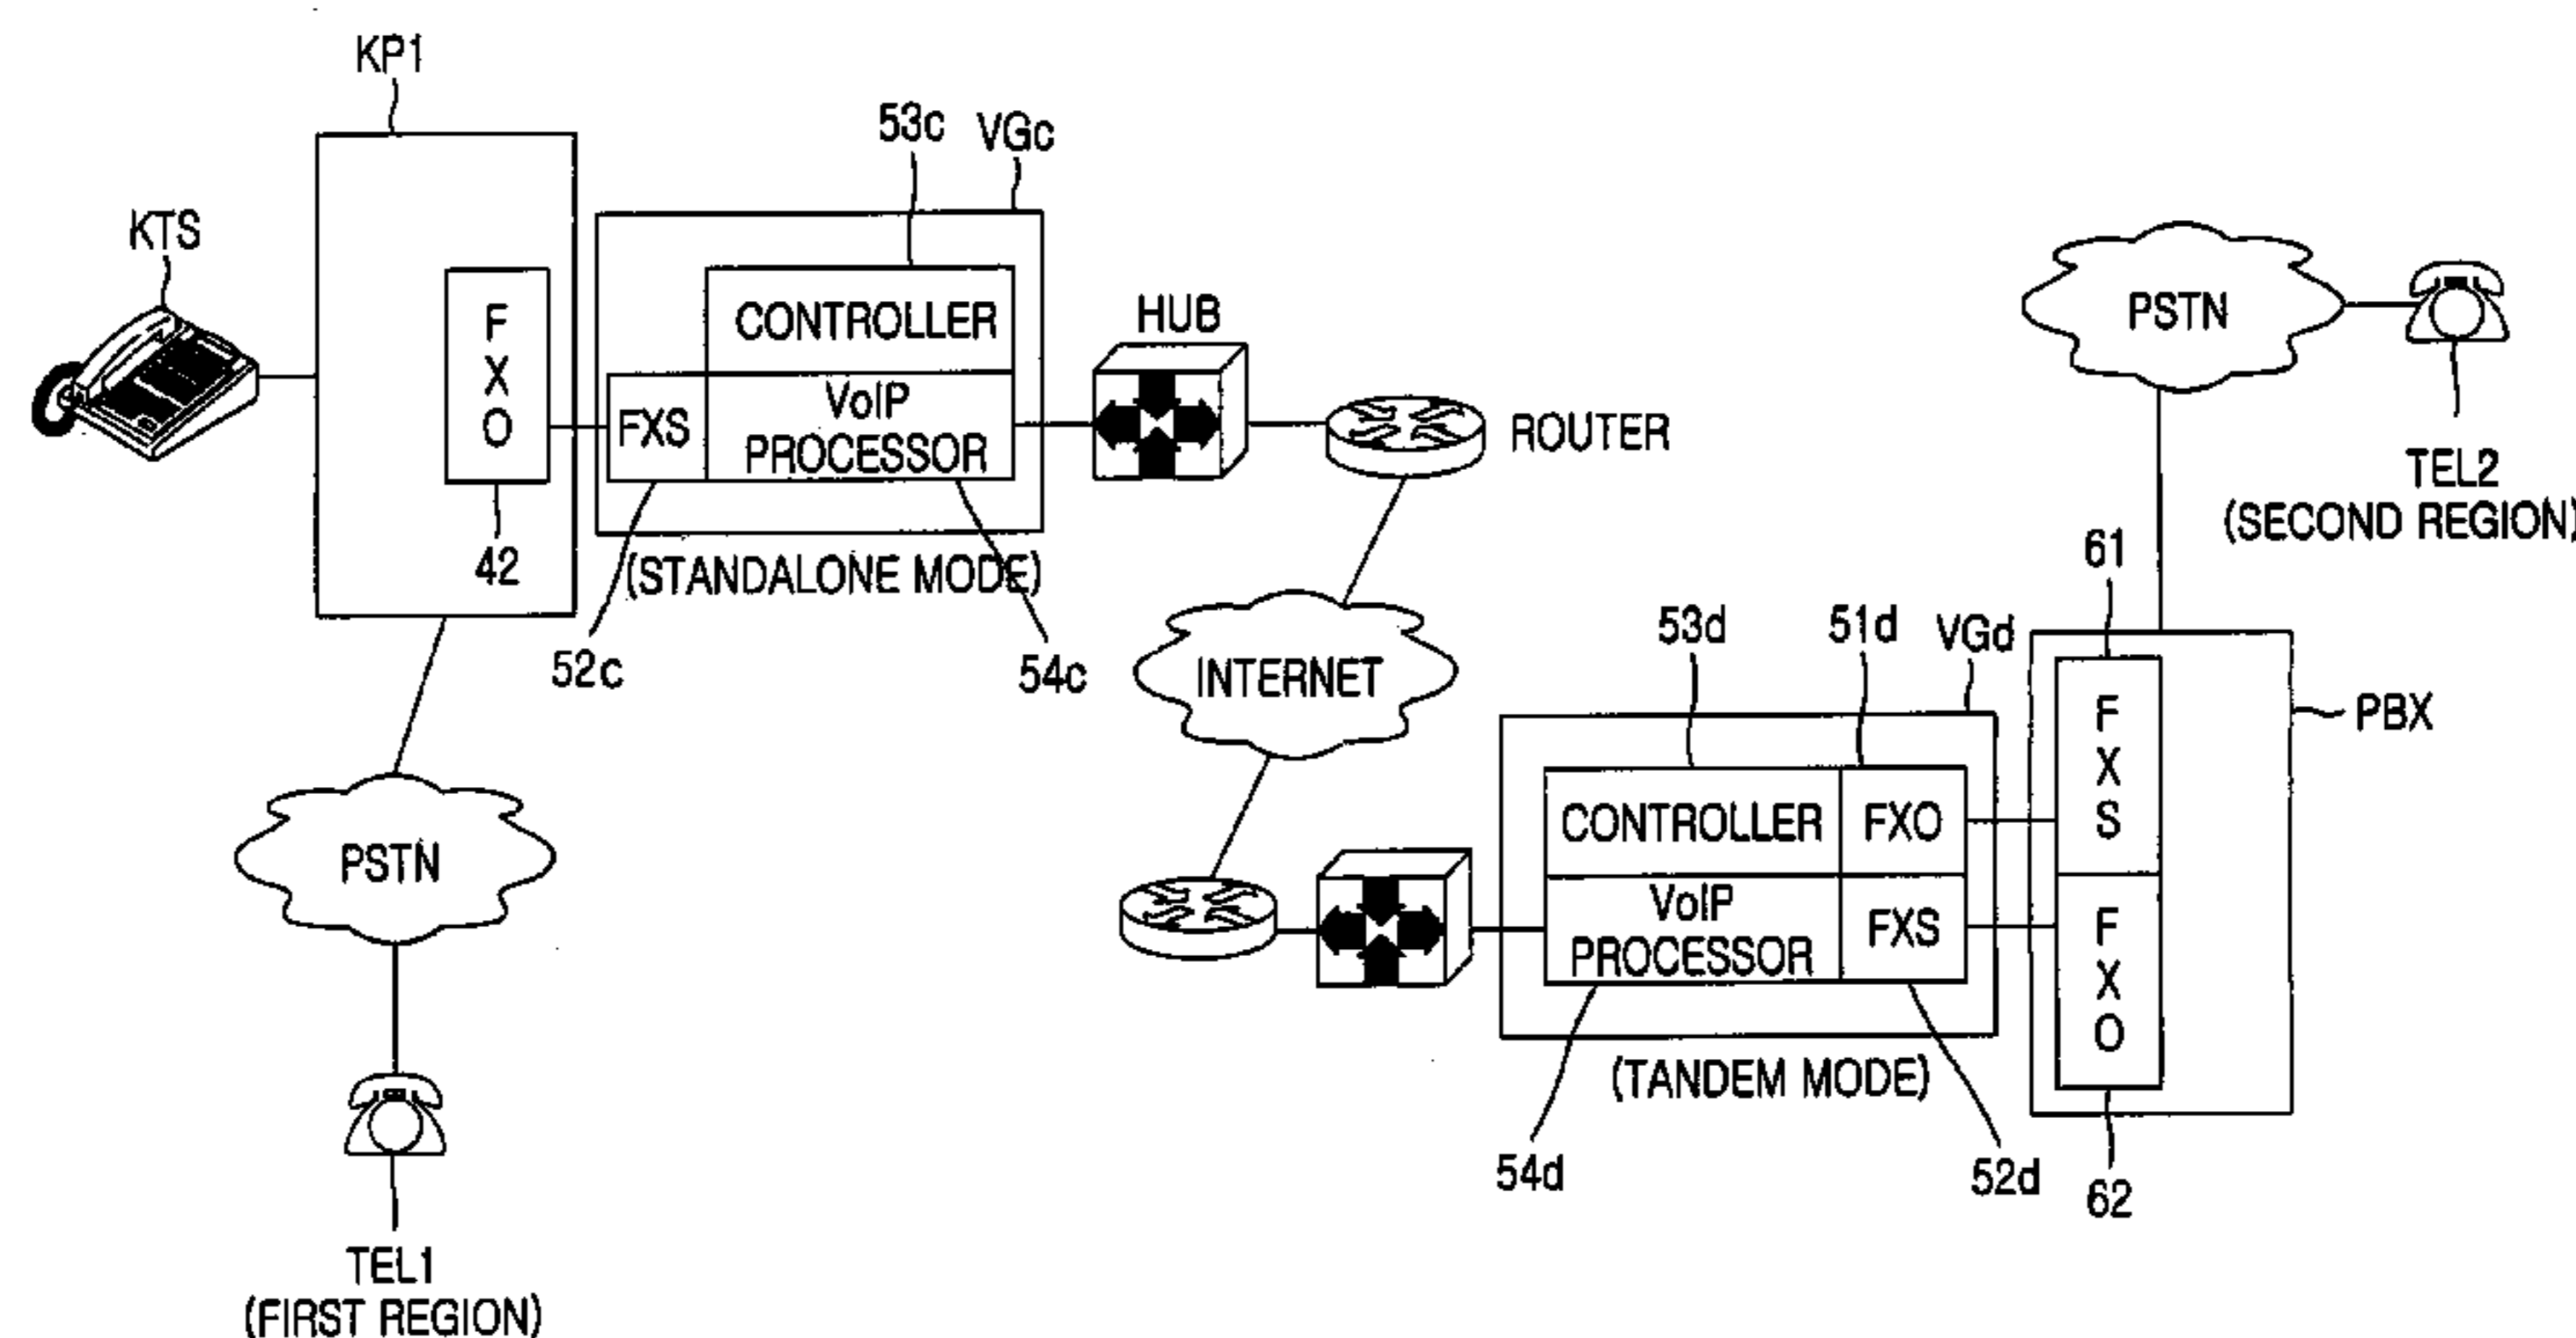 KP1
53c
VGc
KTS
F
X
O
CONTROLLER
FXS
VoIP
PROCESSOR
HUB
ROUTER
PSTN
TEL2
(SECOND REGION)
42
(STANDALONE MODE)
52c
54c
INTERNET
53d
51d
VGd
61
PBX
F
X
S
CONTROLLER
FXO
VoIP
PROCESSOR
FXS
F
X
O
PSTN
(TANDEM MODE)
54d
52d
62
TEL1
(FIRST REGION)